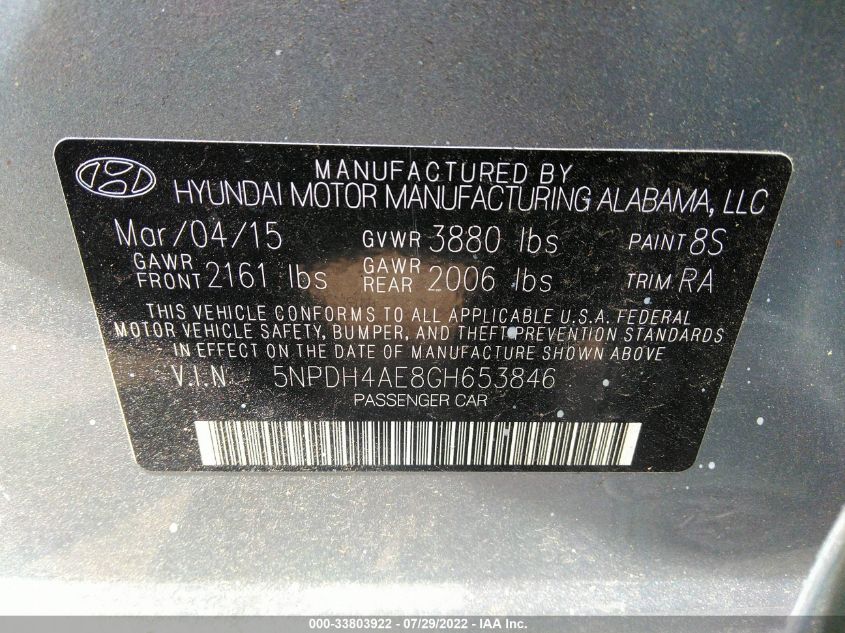 MANUFACTURED BY
HYUNDAI MOTOR MANUFACTURING ALABAMA, LLC
Mar/04/15 GVWR 3880 lbs PAINT 8S
GAWR FRONT 2161 lbs GAWR REAR 2006 lbs TRIM RA
THIS VEHICLE CONFORMS TO ALL APPLICABLE U.S.A. FEDERAL
MOTOR VEHICLE SAFETY, BUMPER, AND THEFT PREVENTION STANDARDS
IN EFFECT ON THE DATE OF MANUFACTURE SHOWN ABOVE
V.I.N. 5NPDH4AE8GH653846
PASSENGER CAR
000-33803922 - 07/29/2022 - IAA Inc.